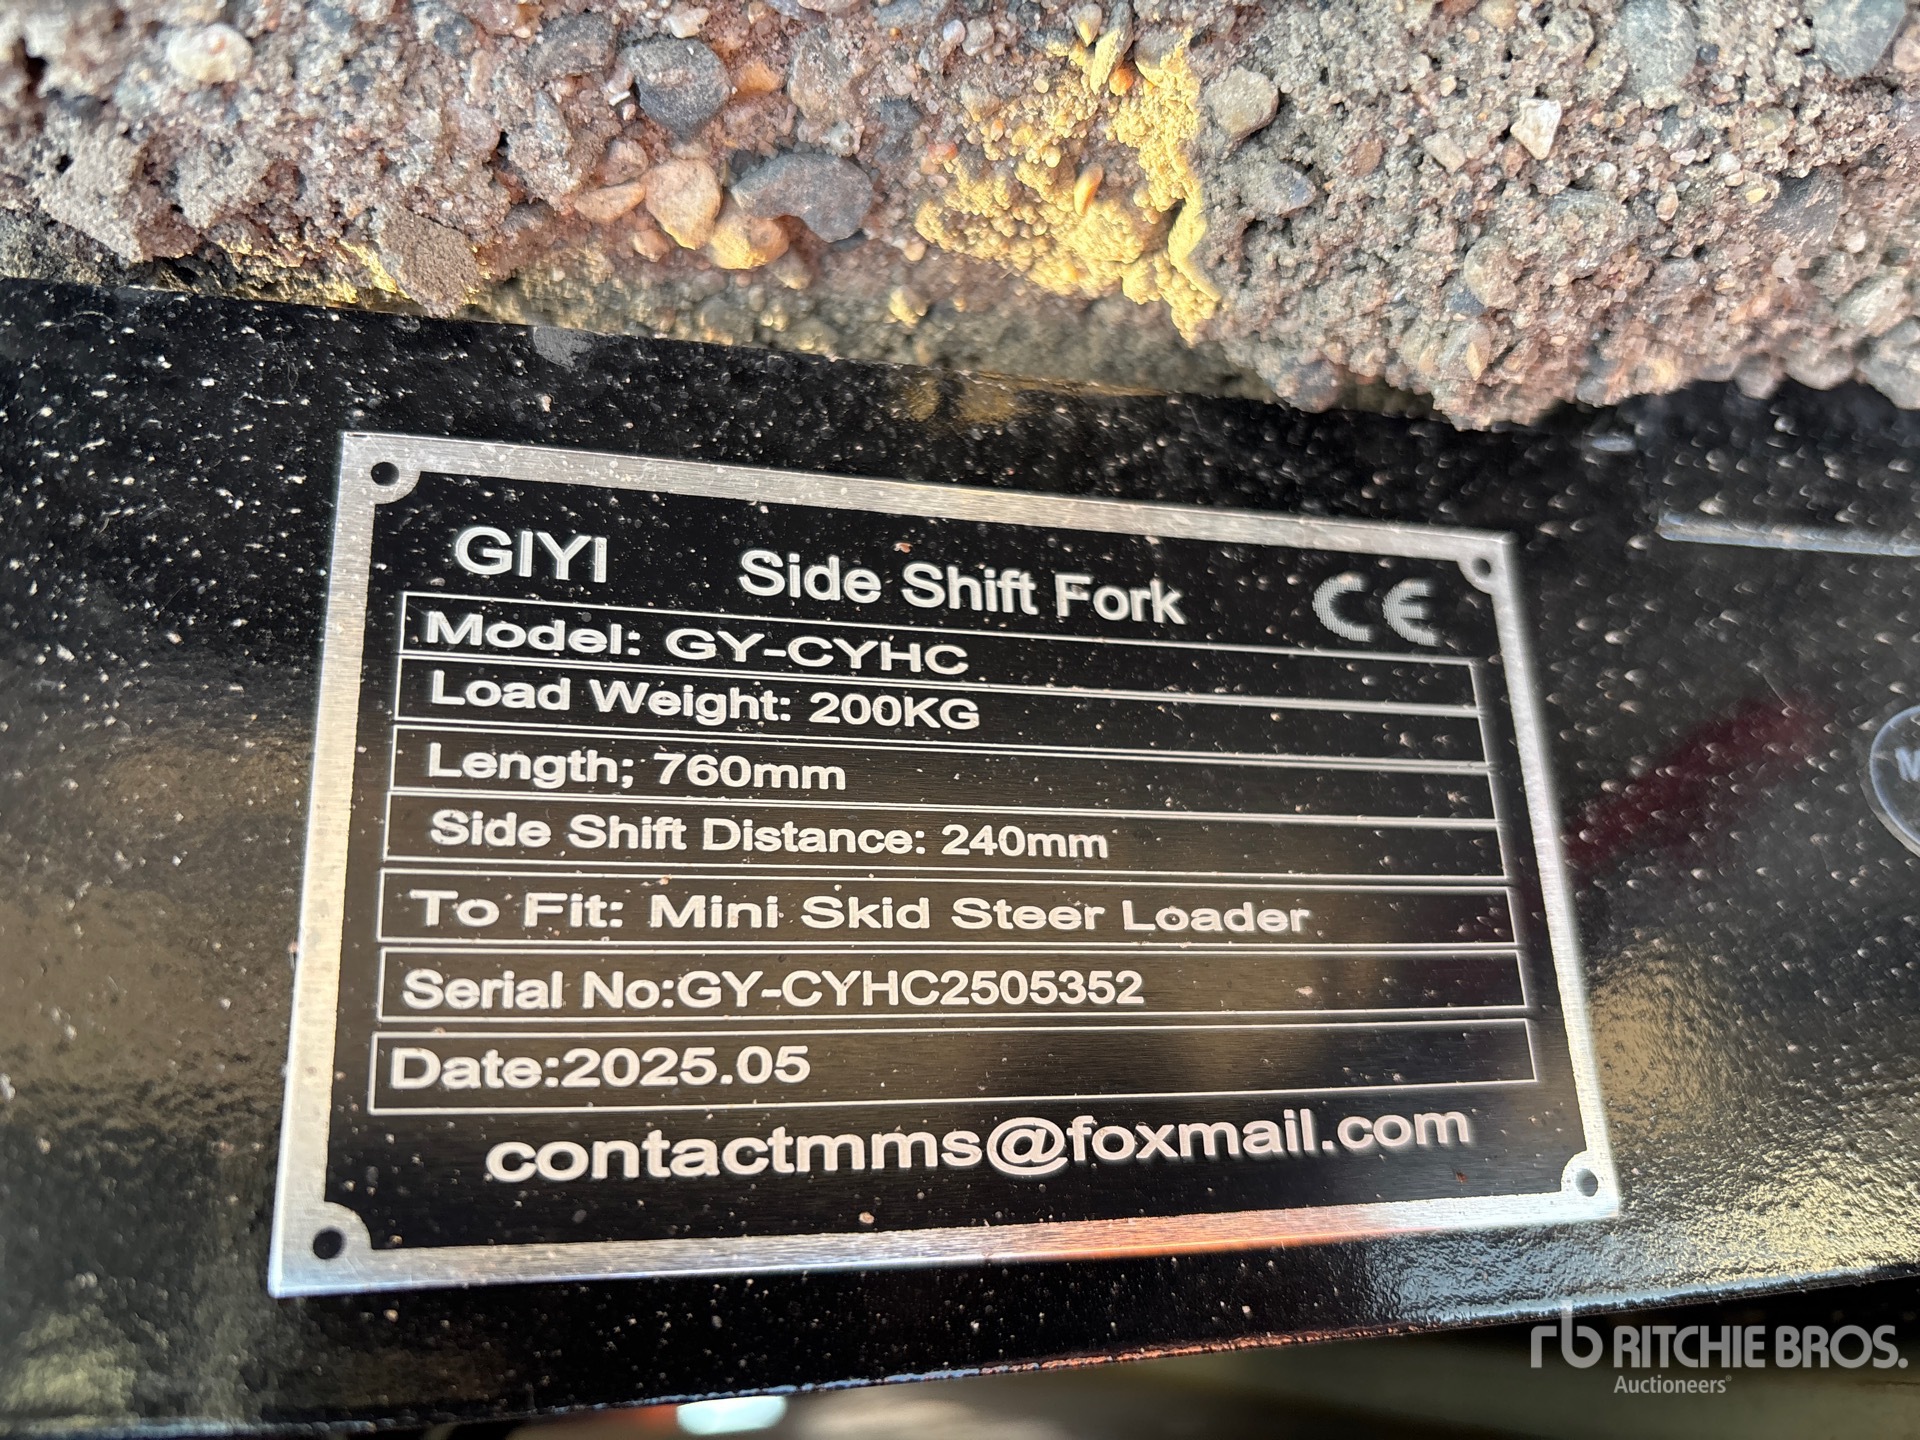 GIYI Side Shift Fork CE
Model: GY-CYHC
Load Weight: 200KG
Length; 760mm
Side Shift Distance: 240mm
To Fit: Mini Skid Steer Loader
Serial No:GY-CYHC2505352
Date:2025.05
contactmms@foxmail.com
rb RITCHIE BROS.
Auctioneers